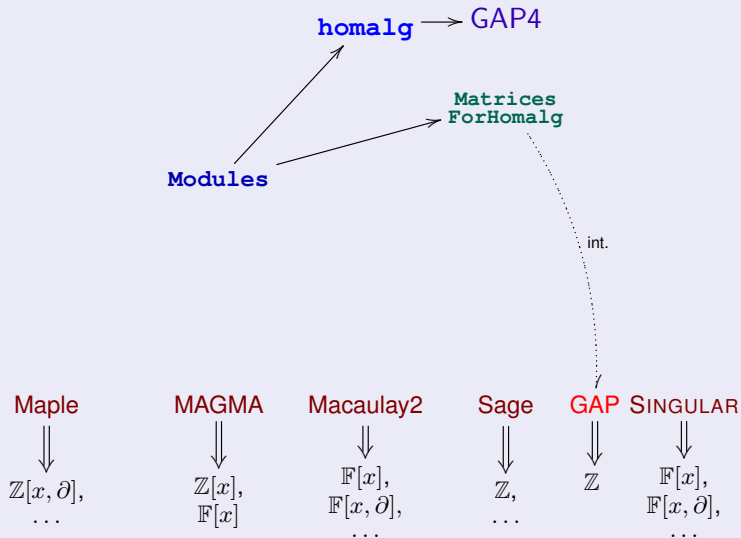 homalg GAP4
Matrices
ForHomalg
Modules
int.
Maple MAGMA Macaulay2 Sage GAP SINGULAR
ℤ[x, ∂], ℤ[x], 𝔽[x], ℤ, ℤ 𝔽[x],
... 𝔽[x] 𝔽[x, ∂], ... 𝔽[x, ∂],
... ...